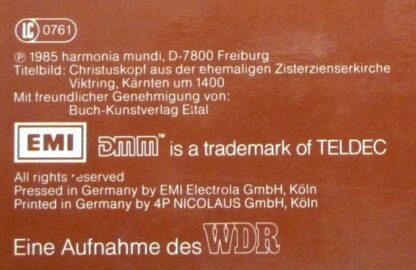 LC 0761
℗ 1985 harmonia mundi, D-7800 Freiburg
Titelbild: Christuskopf aus der ehemaligen Zisterzienserkirche
Viktring, Kärnten um 1400
Mit freundlicher Genehmigung von:
Buch-Kunstverlag Ettal
EMI DMM™ is a trademark of TELDEC
All rights reserved
Pressed in Germany by EMI Electrola GmbH, Köln
Printed in Germany by 4P NICOLAUS GmbH, Köln
Eine Aufnahme des WDR